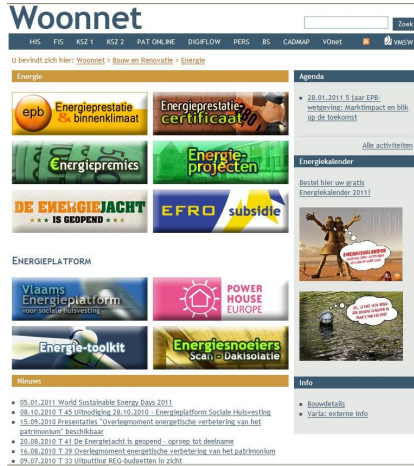 Woonnet
Zoek
HIS FIS KSZ 1 KSZ 2 PAT ONLINE DIGIFLOW PERS BS CADMAP VOnet VMSW
U bevindt zich hier: Woonnet > Bouw en Renovatie > Energie
Energie
epb Energieprestatie & binnenklimaat
Energieprestatie-certificaat
€nergiepremies
Energie-projecten
DE ENERGIEJACHT
IS GEOPEND
EFRO subsidie
ENERGIEPLATFORM
Vlaams
Energieplatform
voor sociale huisvesting
POWER
HOUSE
EUROPE
Energie-toolkit
Energiesnoeiers
Scan - Dakisolatie
Nieuws
05.01.2011 World Sustainable Energy Days 2011
08.10.2010 T 45 Uitnodiging 28.10.2010 - Energieplatform Sociale Huisvesting
15.09.2010 Presentaties "Overlegmoment energetische verbetering van het
patrimonium" beschikbaar
20.08.2010 T 41 De Energiejacht is geopend - oproep tot deelname
16.08.2010 T 39 Overlegmoment energetische verbetering van het patrimonium
09.07.2010 T 33 Uitputting REG-budgetten in zicht
Agenda
28.01.2011 5 jaar EPB-
wetgeving: Marktimpact en blik
op de toekomst
Alle activiteiten
Energiekalender
Bestel hier uw gratis
Energiekalender 2011!
2011
Info
Bouwdetails
Varia: externe info